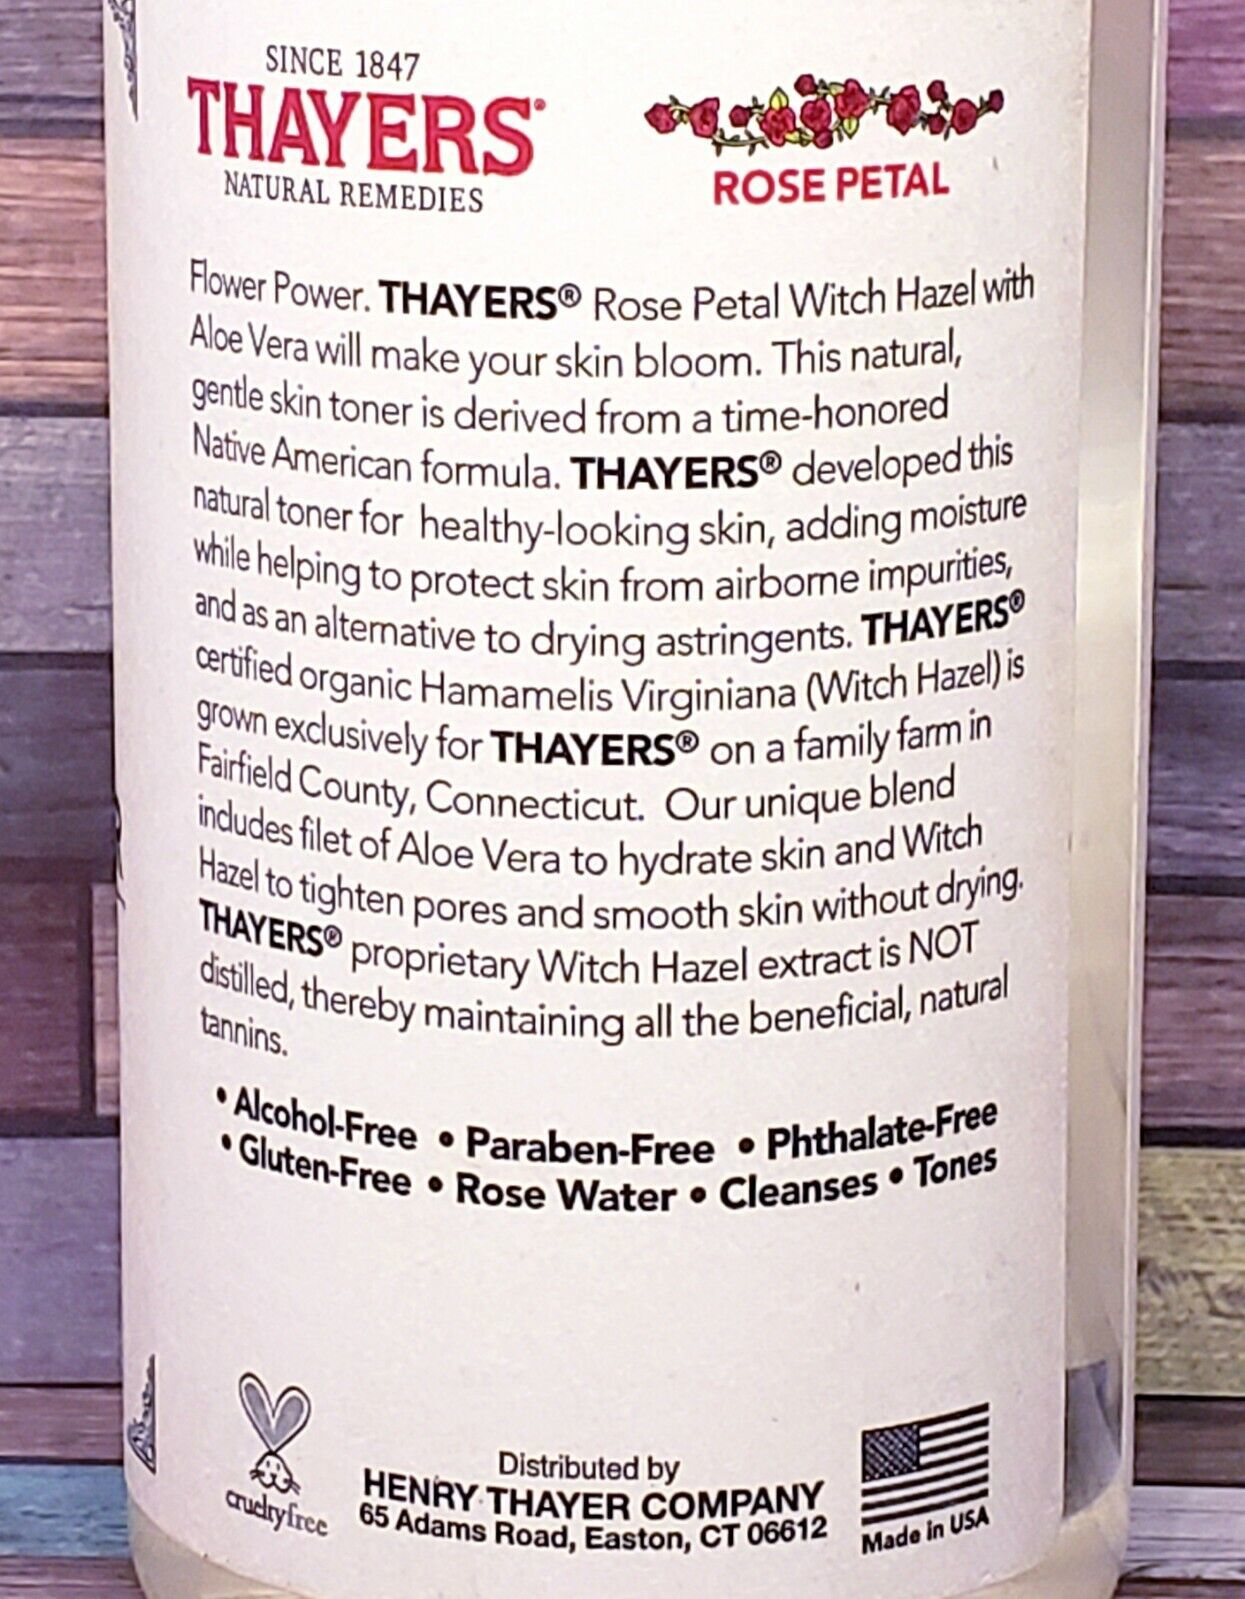 SINCE 1847
THAYERS®
NATURAL REMEDIES
ROSE PETAL
Flower Power. THAYERS® Rose Petal Witch Hazel with
Aloe Vera will make your skin bloom. This natural,
gentle skin toner is derived from a time-honored
Native American formula. THAYERS® developed this
natural toner for healthy-looking skin, adding moisture
while helping to protect skin from airborne impurities,
and as an alternative to drying astringents. THAYERS®
certified organic Hamamelis Virginiana (Witch Hazel) is
grown exclusively for THAYERS® on a family farm in
Fairfield County, Connecticut. Our unique blend
includes filet of Aloe Vera to hydrate skin and Witch
Hazel to tighten pores and smooth skin without drying.
THAYERS® proprietary Witch Hazel extract is NOT
distilled, thereby maintaining all the beneficial, natural
tannins.
• Alcohol-Free • Paraben-Free • Phthalate-Free
• Gluten-Free • Rose Water • Cleanses • Tones
crueltyfree
Distributed by
HENRY THAYER COMPANY
65 Adams Road, Easton, CT 06612
Made in USA